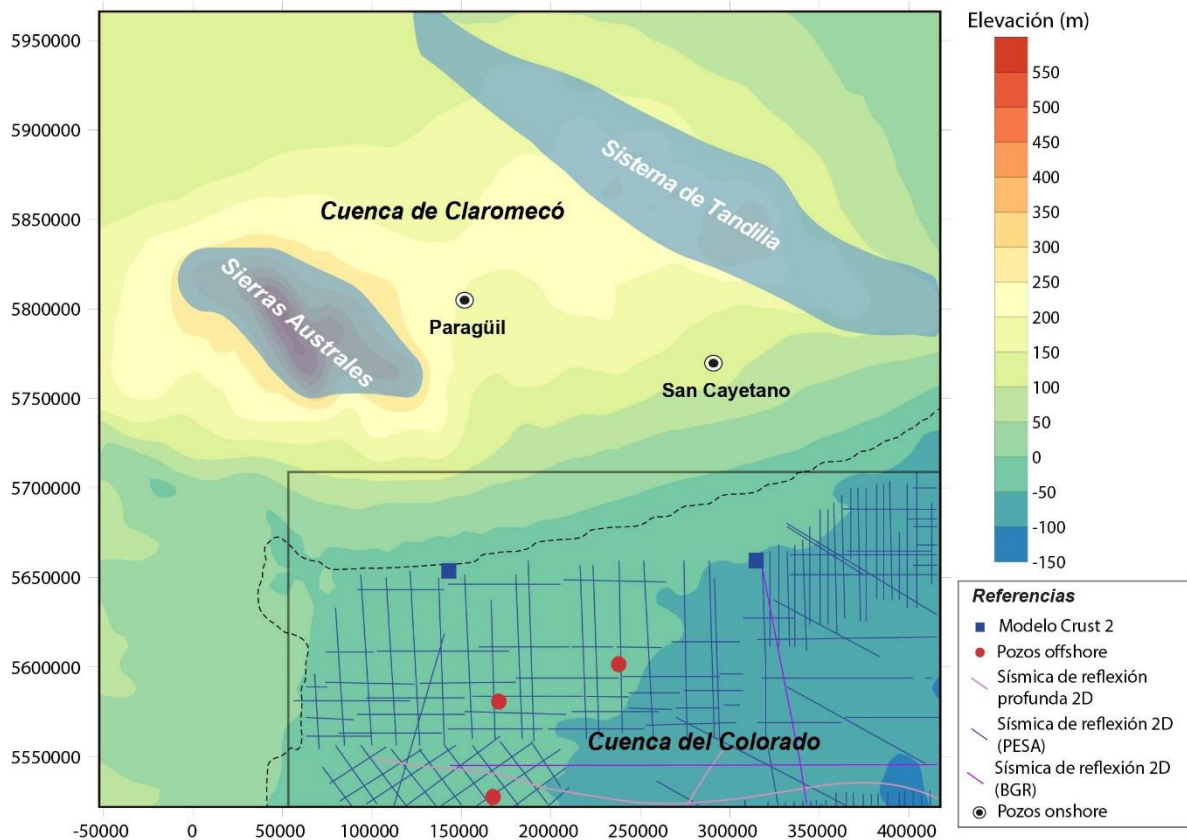 Elevación (m)
550
500
450
400
350
300
250
200
150
100
50
0
-50
-100
-150
5950000
5900000
5850000
5800000
5750000
5700000
5650000
5600000
5550000
Sistema de Tandilia
Cuenca de Claromecó
Sierras Australes
Paragüil
San Cayetano
Cuenca del Colorado
Referencias
Modelo Crust 2
Pozos offshore
Sísmica de reflexión
profunda 2D
Sísmica de reflexión 2D
(PESA)
Sísmica de reflexión 2D
(BGR)
Pozos onshore
-50000 0 50000 100000 150000 200000 250000 300000 350000 400000